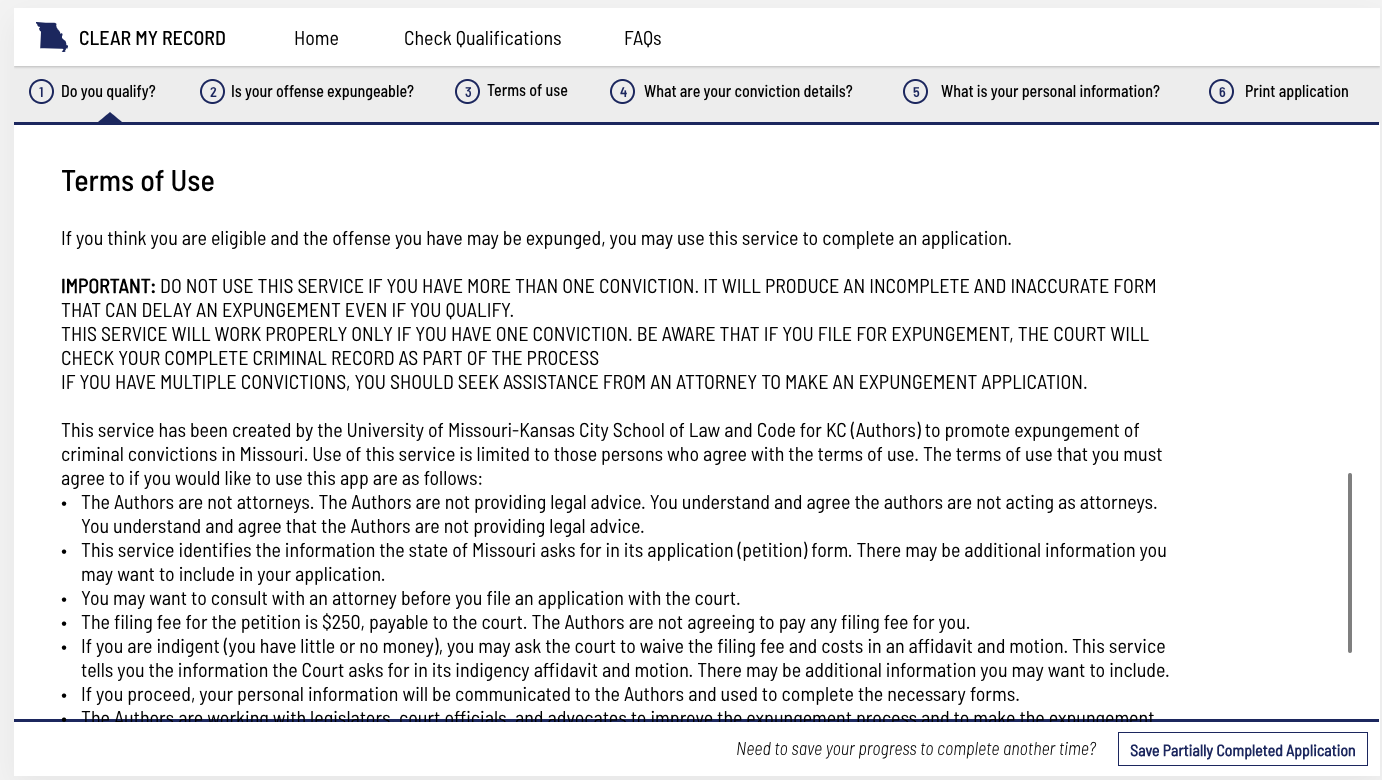 CLEAR MY RECORD Home Check Qualifications FAQs
1 Do you qualify? 2 Is your offense expungeable? 3 Terms of use 4 What are your conviction details? 5 What is your personal information? 6 Print application
Terms of Use
If you think you are eligible and the offense you have may be expunged, you may use this service to complete an application.
IMPORTANT: DO NOT USE THIS SERVICE IF YOU HAVE MORE THAN ONE CONVICTION. IT WILL PRODUCE AN INCOMPLETE AND INACCURATE FORM
THAT CAN DELAY AN EXPUNGEMENT EVEN IF YOU QUALIFY.
THIS SERVICE WILL WORK PROPERLY ONLY IF YOU HAVE ONE CONVICTION. BE AWARE THAT IF YOU FILE FOR EXPUNGEMENT, THE COURT WILL
CHECK YOUR COMPLETE CRIMINAL RECORD AS PART OF THE PROCESS
IF YOU HAVE MULTIPLE CONVICTIONS, YOU SHOULD SEEK ASSISTANCE FROM AN ATTORNEY TO MAKE AN EXPUNGEMENT APPLICATION.
This service has been created by the University of Missouri-Kansas City School of Law and Code for KC (Authors) to promote expungement of
criminal convictions in Missouri. Use of this service is limited to those persons who agree with the terms of use. The terms of use that you must
agree to if you would like to use this app are as follows:
• The Authors are not attorneys. The Authors are not providing legal advice. You understand and agree the authors are not acting as attorneys.
You understand and agree that the Authors are not providing legal advice.
• This service identifies the information the state of Missouri asks for in its application (petition) form. There may be additional information you
may want to include in your application.
• You may want to consult with an attorney before you file an application with the court.
• The filing fee for the petition is $250, payable to the court. The Authors are not agreeing to pay any filing fee for you.
• If you are indigent (you have little or no money), you may ask the court to waive the filing fee and costs in an affidavit and motion. This service
tells you the information the Court asks for in its indigency affidavit and motion. There may be additional information you may want to include.
• If you proceed, your personal information will be communicated to the Authors and used to complete the necessary forms.
• The Authors are working with legislators, court officials, and advocates to improve the expungement process and to make the expungement
Need to save your progress to complete another time? Save Partially Completed Application